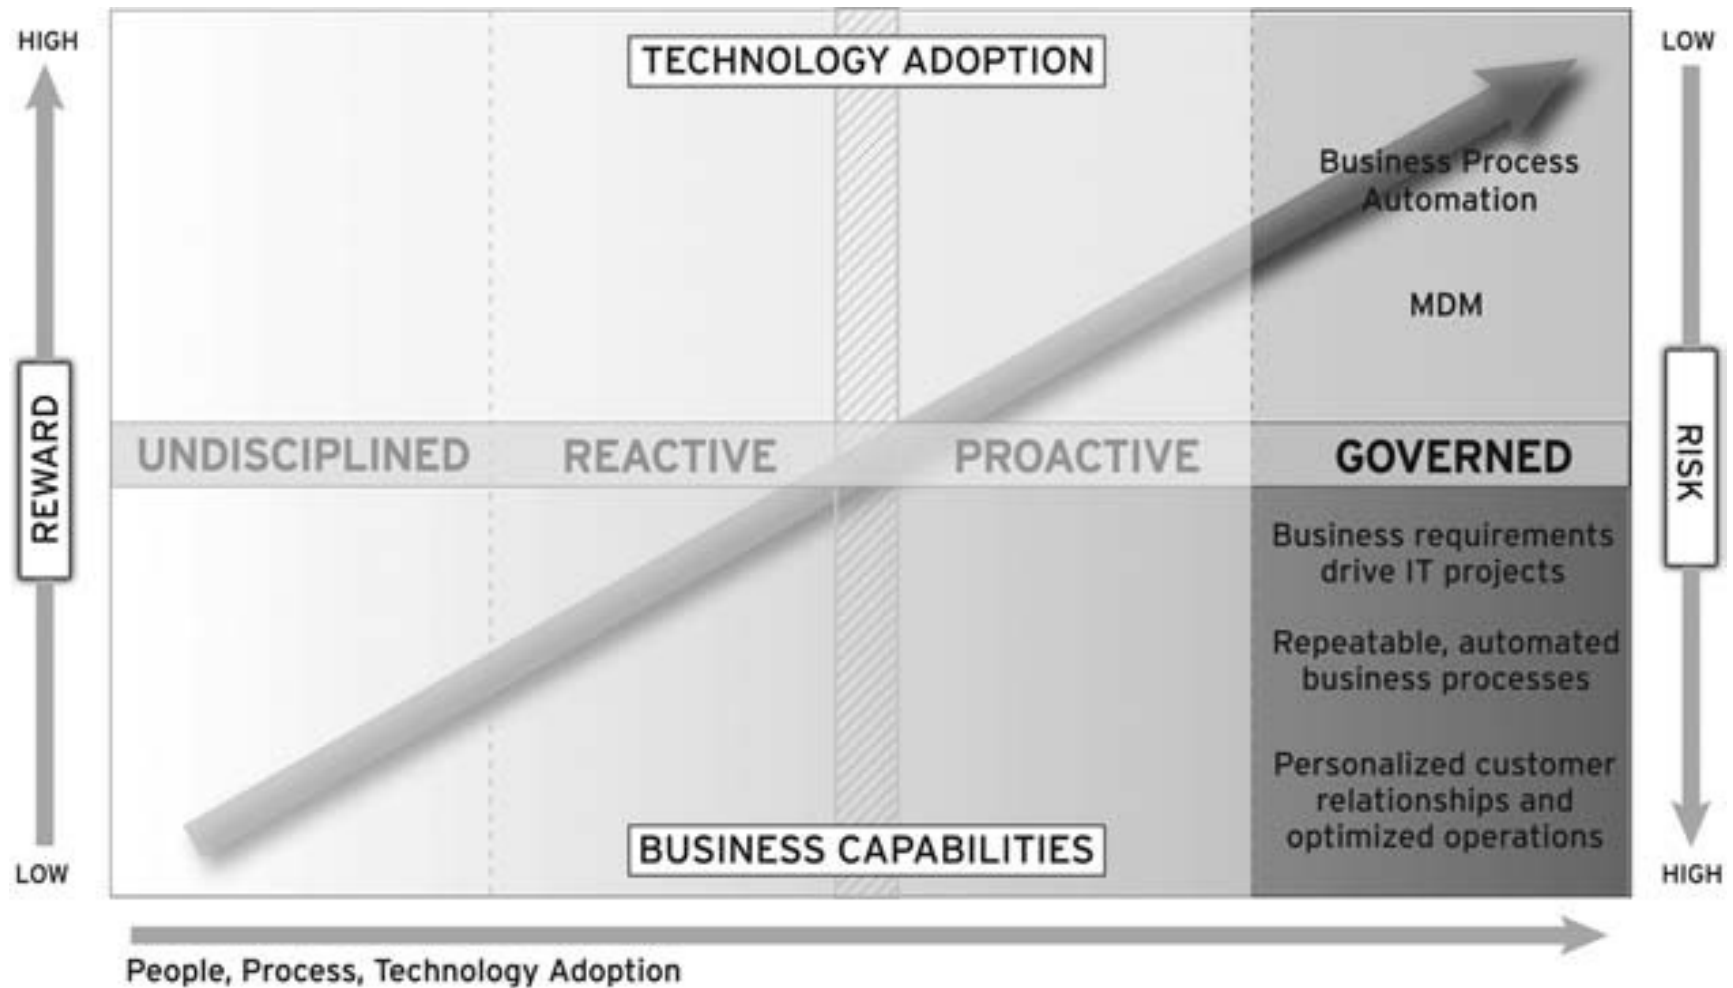 HIGH
LOW
TECHNOLOGY ADOPTION
Business Process
Automation
MDM
REWARD
UNDISCIPLINED
REACTIVE
PROACTIVE
GOVERNED
RISK
Business requirements
drive IT projects
Repeatable, automated
business processes
Personalized customer
relationships and
optimized operations
BUSINESS CAPABILITIES
LOW
HIGH
People, Process, Technology Adoption